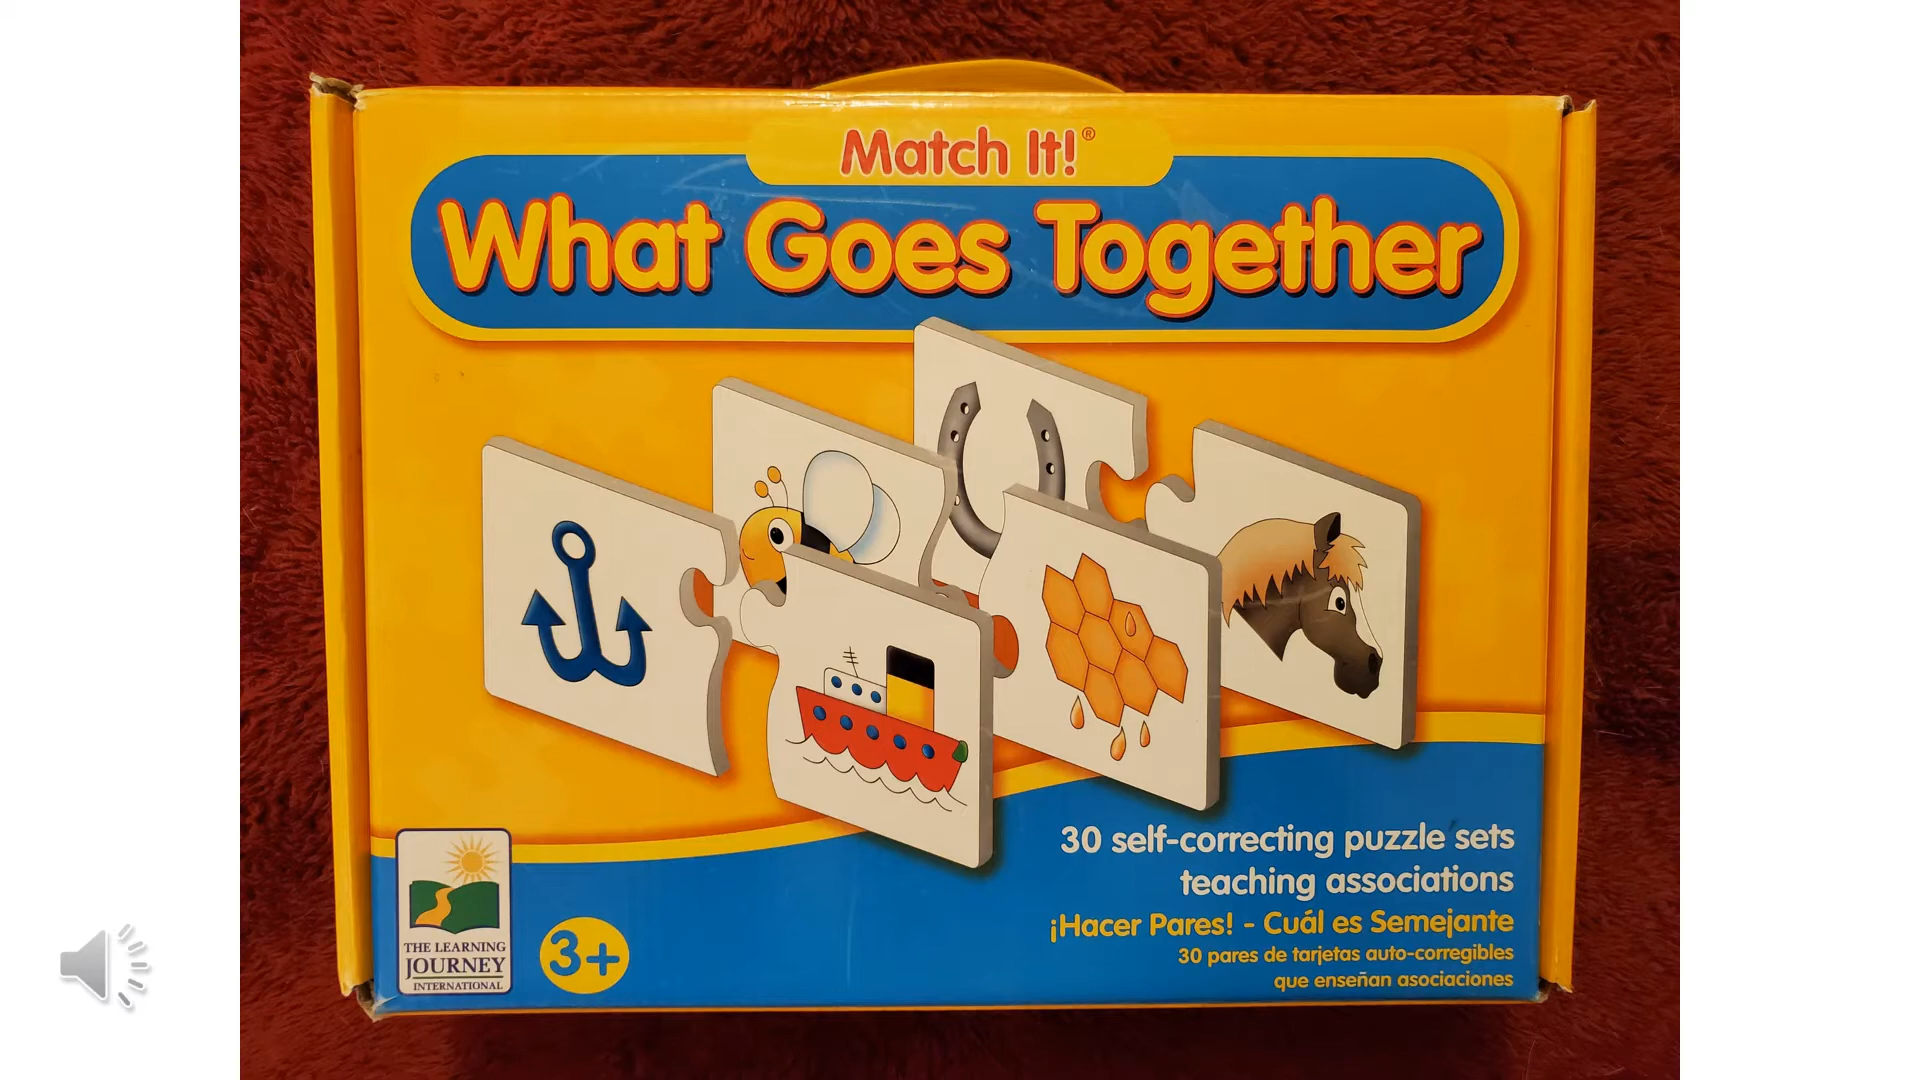 Match It!®
What Goes Together
30 self-correcting puzzle sets
teaching associations
¡Hacer Pares! - Cuál es Semejante
30 pares de tarjetas auto-corregibles
que enseñan asociaciones
THE LEARNING
JOURNEY
INTERNATIONAL
3+